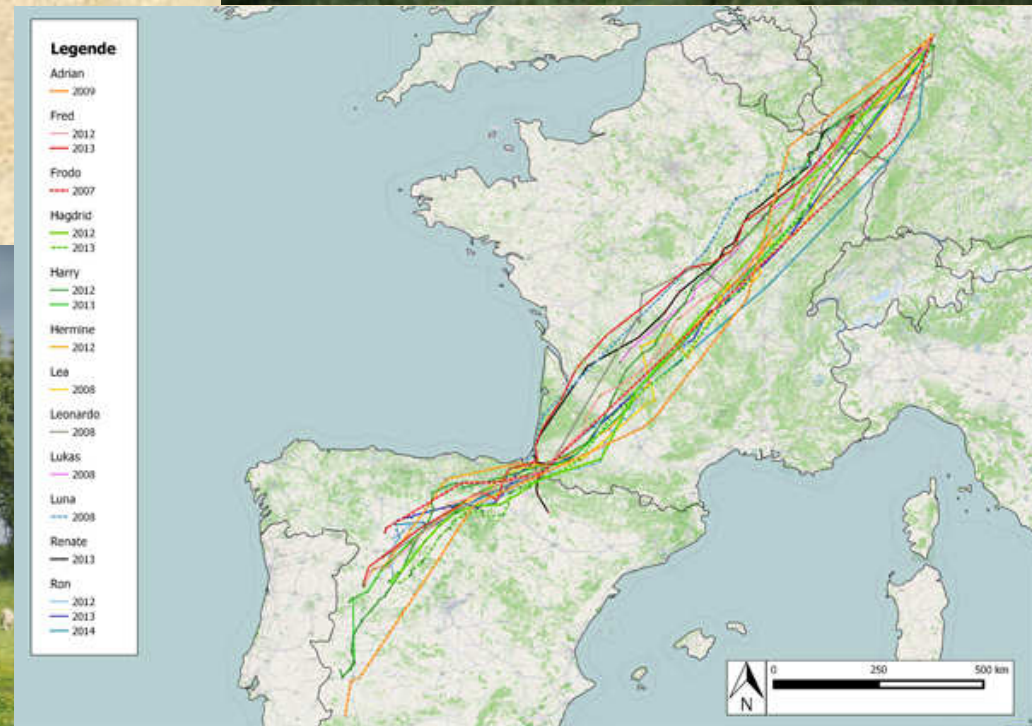 Legende
Adrian
2009
Fred
2012
2013
Frodo
2007
Hagdrid
2012
2013
Harry
2012
2013
Hermine
2012
Lea
2008
Leonardo
2008
Lukas
2008
Luna
2008
Renate
2013
Ron
2012
2013
2014
0 250 500 km
N